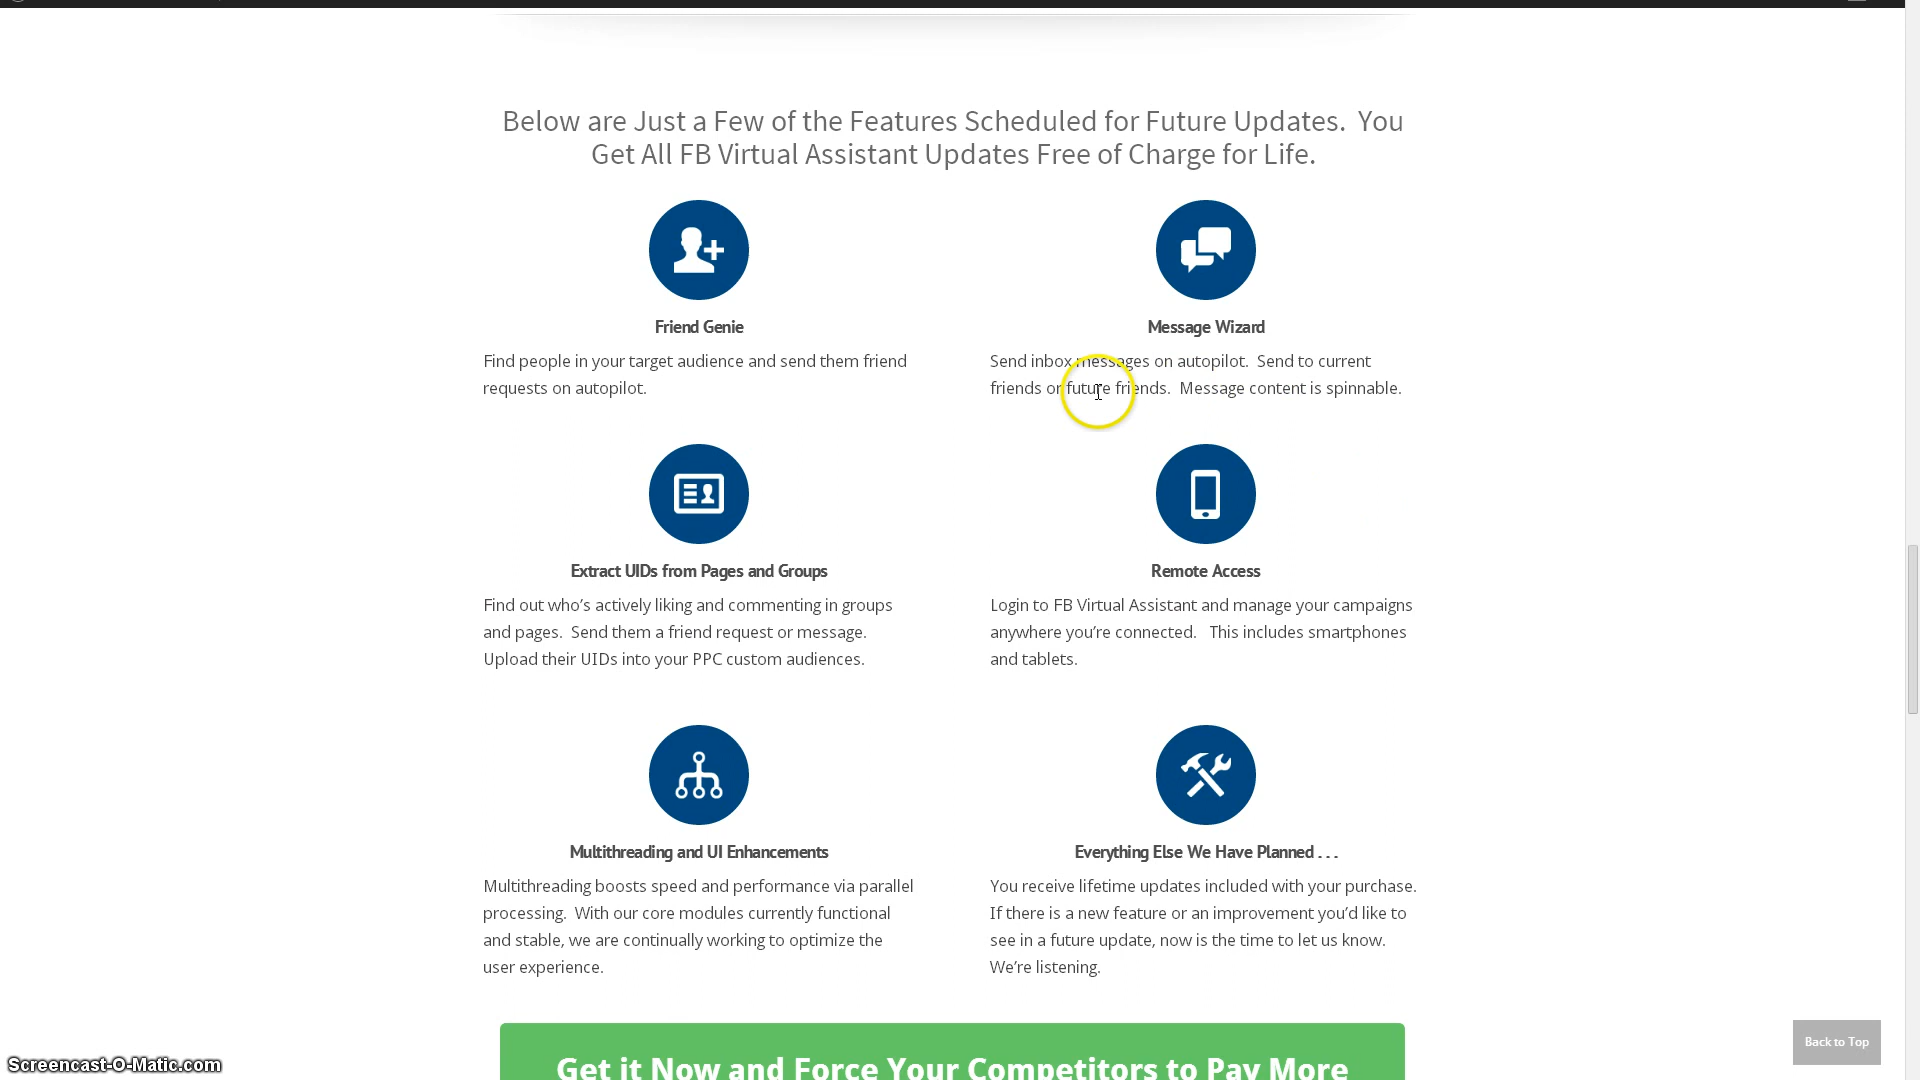 Below are Just a Few of the Features Scheduled for Future Updates. You
Get All FB Virtual Assistant Updates Free of Charge for Life.
Friend Genie
Find people in your target audience and send them friend
requests on autopilot.
Message Wizard
Send inbox messages on autopilot. Send to current
friends or future friends. Message content is spinnable.
Extract UIDs from Pages and Groups
Find out who's actively liking and commenting in groups
and pages. Send them a friend request or message.
Upload their UIDs into your PPC custom audiences.
Remote Access
Login to FB Virtual Assistant and manage your campaigns
anywhere you're connected. This includes smartphones
and tablets.
Multithreading and UI Enhancements
Multithreading boosts speed and performance via parallel
processing. With our core modules currently functional
and stable, we are continually working to optimize the
user experience.
Everything Else We Have Planned . . .
You receive lifetime updates included with your purchase.
If there is a new feature or an improvement you'd like to
see in a future update, now is the time to let us know.
We're listening.
Get it Now and Force Your Competitors to Pay More
Back to Top
Screencast-O-Matic.com